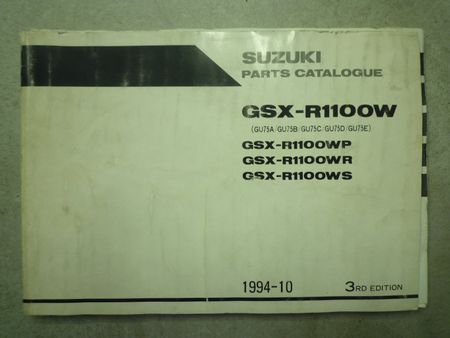 SUZUKI
PARTS CATALOGUE
GSX-R1100W
(GU75A/GU75B/GU75C/GU75D/GU75E)
GSX-R1100WP
GSX-R1100WR
GSX-R1100WS
1994-10 3RD EDITION